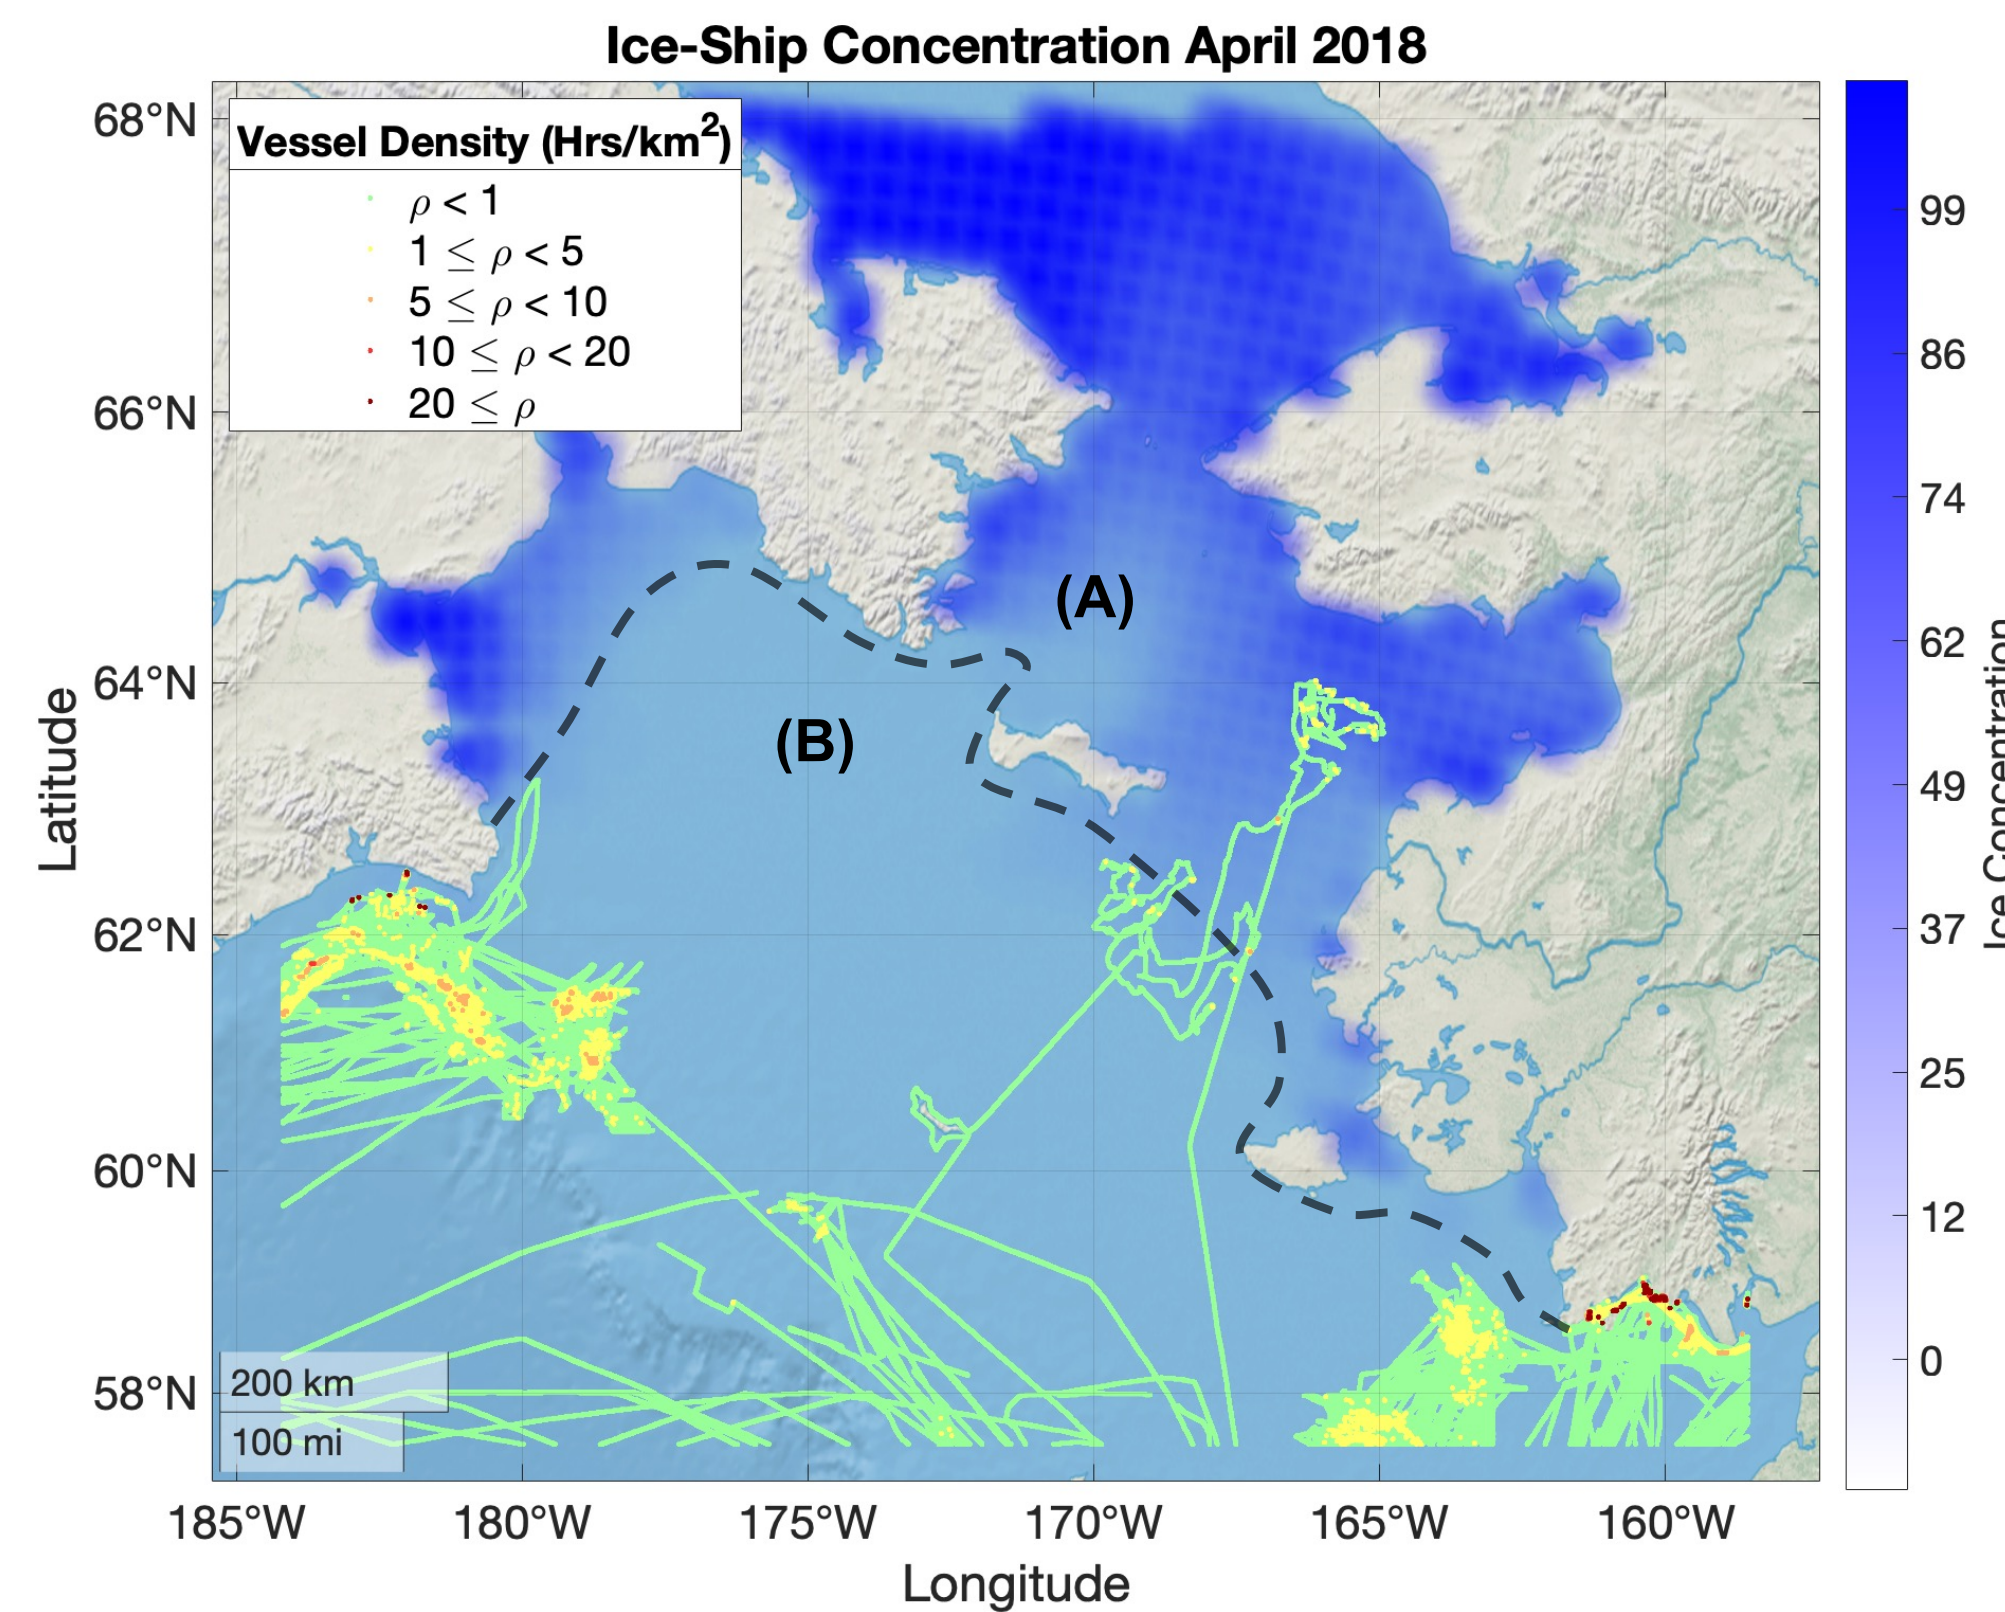 Ice-Ship Concentration April 2018
Vessel Density (Hrs/km²)
ρ < 1
1 ≤ ρ < 5
5 ≤ ρ < 10
10 ≤ ρ < 20
20 ≤ ρ
68°N
66°N
64°N
62°N
60°N
58°N
Latitude
(A)
(B)
200 km
100 mi
185°W
180°W
175°W
170°W
165°W
160°W
Longitude
99
86
74
62
49
37
25
12
0
Ice Concentration